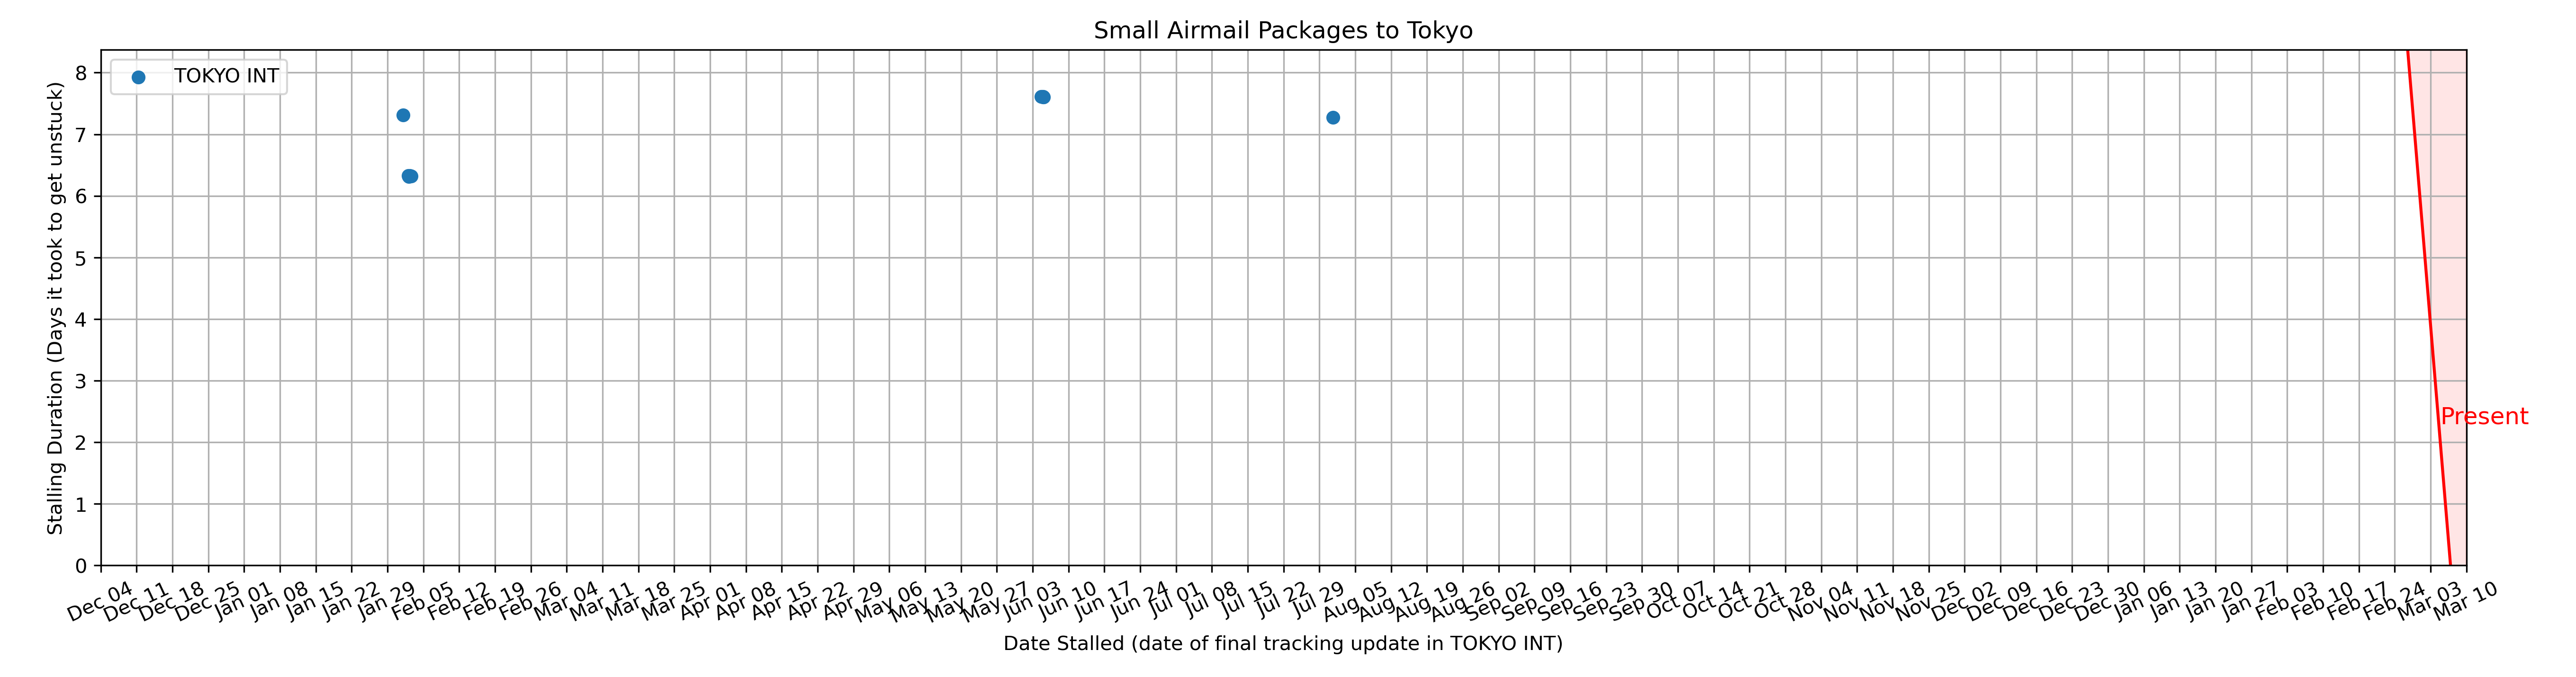 Small Airmail Packages to Tokyo
TOKYO INT
Stalling Duration (Days it took to get unstuck)
8
7
6
5
4
3
2
1
0
Present
Dec 04 Dec 11 Dec 18 Dec 25 Jan 01 Jan 08 Jan 15 Jan 22 Jan 29 Feb 05 Feb 12 Feb 19 Feb 26 Mar 04 Mar 11 Mar 18 Mar 25 Apr 01 Apr 08 Apr 15 Apr 22 Apr 29 May 06 May 13 May 20 May 27 Jun 03 Jun 10 Jun 17 Jun 24 Jul 01 Jul 08 Jul 15 Jul 22 Jul 29 Aug 05 Aug 12 Aug 19 Aug 26 Sep 02 Sep 09 Sep 16 Sep 23 Sep 30 Oct 07 Oct 14 Oct 21 Oct 28 Nov 04 Nov 11 Nov 18 Nov 25 Dec 02 Dec 09 Dec 16 Dec 23 Dec 30 Jan 06 Jan 13 Jan 20 Jan 27 Feb 03 Feb 10 Feb 17 Feb 24 Mar 03 Mar 10
Date Stalled (date of final tracking update in TOKYO INT)